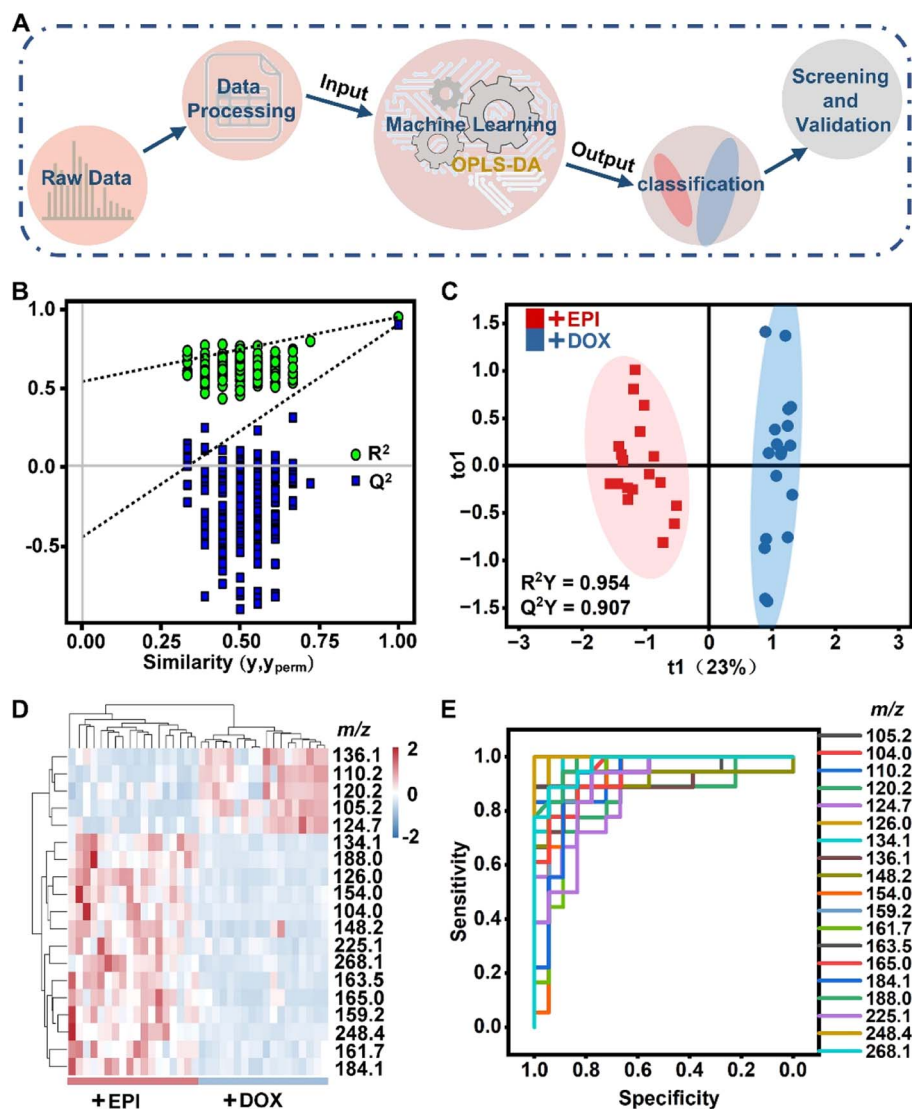 A
Raw Data
Data
Processing
Input
Machine Learning
OPLS-DA
Output
classification
Screening
and
Validation
B
1.0
0.5
0.0
-0.5
R²
Q²
0.00 0.25 0.50 0.75 1.00
Similarity (y,yperm)
C
+EPI
+DOX
to1
1.5
1.0
0.5
0.0
−0.5
−1.0
−1.5
R²Y = 0.954
Q²Y = 0.907
−3 −2 −1 0 1 2 3
t1（23%）
D
m/z
136.1
110.2
120.2
105.2
124.7
134.1
188.0
126.0
154.0
104.0
148.2
225.1
268.1
163.5
165.0
159.2
248.4
161.7
184.1
2
0
-2
+EPI +DOX
E
Sensitivity
1.0
0.8
0.6
0.4
0.2
0.0
1.0 0.8 0.6 0.4 0.2 0.0
Specificity
m/z
105.2
104.0
110.2
120.2
124.7
126.0
134.1
136.1
148.2
154.0
159.2
161.7
163.5
165.0
184.1
188.0
225.1
248.4
268.1